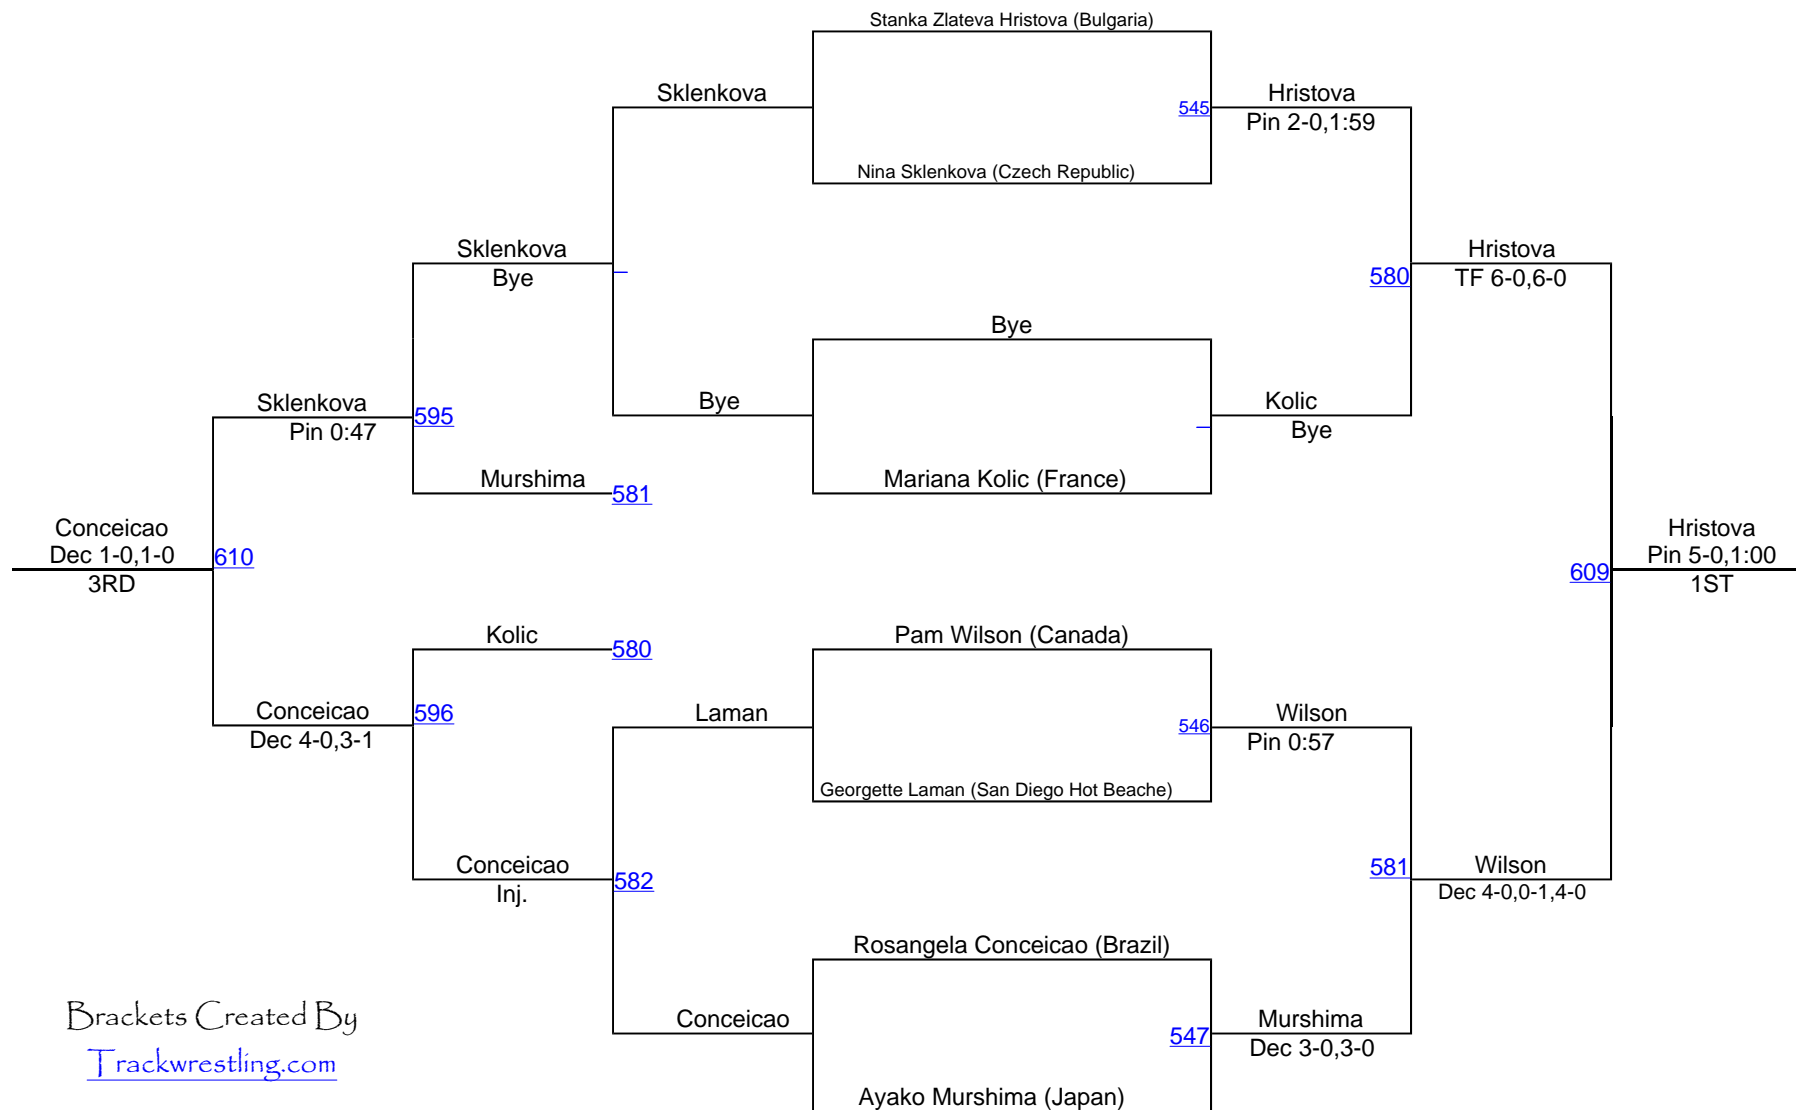 Stanka Zlateva Hristova (Bulgaria)
Sklenkova
545
Hristova
Pin 2-0,1:59
Nina Sklenkova (Czech Republic)
Sklenkova
Bye
_
580
Hristova
TF 6-0,6-0
Bye
Sklenkova
Pin 0:47
595
Bye
_
Kolic
Bye
Murshima
581
Mariana Kolic (France)
Conceicao
Dec 1-0,1-0
3RD
610
609
Hristova
Pin 5-0,1:00
1ST
Kolic
580
Pam Wilson (Canada)
Conceicao
Dec 4-0,3-1
596
Laman
546
Wilson
Pin 0:57
Georgette Laman (San Diego Hot Beache)
Conceicao
Inj.
582
581
Wilson
Dec 4-0,0-1,4-0
Rosangela Conceicao (Brazil)
Conceicao
547
Murshima
Dec 3-0,3-0
Ayako Murshima (Japan)
Brackets Created By
Trackwrestling.com